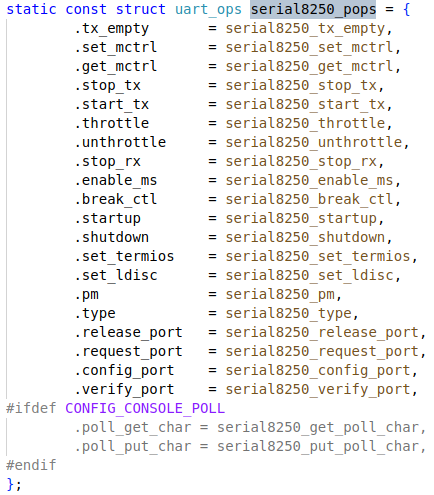 static const struct uart_ops serial8250_pops = {
        .tx_empty       = serial8250_tx_empty,
        .set_mctrl      = serial8250_set_mctrl,
        .get_mctrl      = serial8250_get_mctrl,
        .stop_tx        = serial8250_stop_tx,
        .start_tx       = serial8250_start_tx,
        .throttle       = serial8250_throttle,
        .unthrottle     = serial8250_unthrottle,
        .stop_rx        = serial8250_stop_rx,
        .enable_ms      = serial8250_enable_ms,
        .break_ctl      = serial8250_break_ctl,
        .startup        = serial8250_startup,
        .shutdown       = serial8250_shutdown,
        .set_termios    = serial8250_set_termios,
        .set_ldisc      = serial8250_set_ldisc,
        .pm             = serial8250_pm,
        .type           = serial8250_type,
        .release_port   = serial8250_release_port,
        .request_port   = serial8250_request_port,
        .config_port    = serial8250_config_port,
        .verify_port    = serial8250_verify_port,
#ifdef CONFIG_CONSOLE_POLL
        .poll_get_char = serial8250_get_poll_char,
        .poll_put_char = serial8250_put_poll_char,
#endif
};